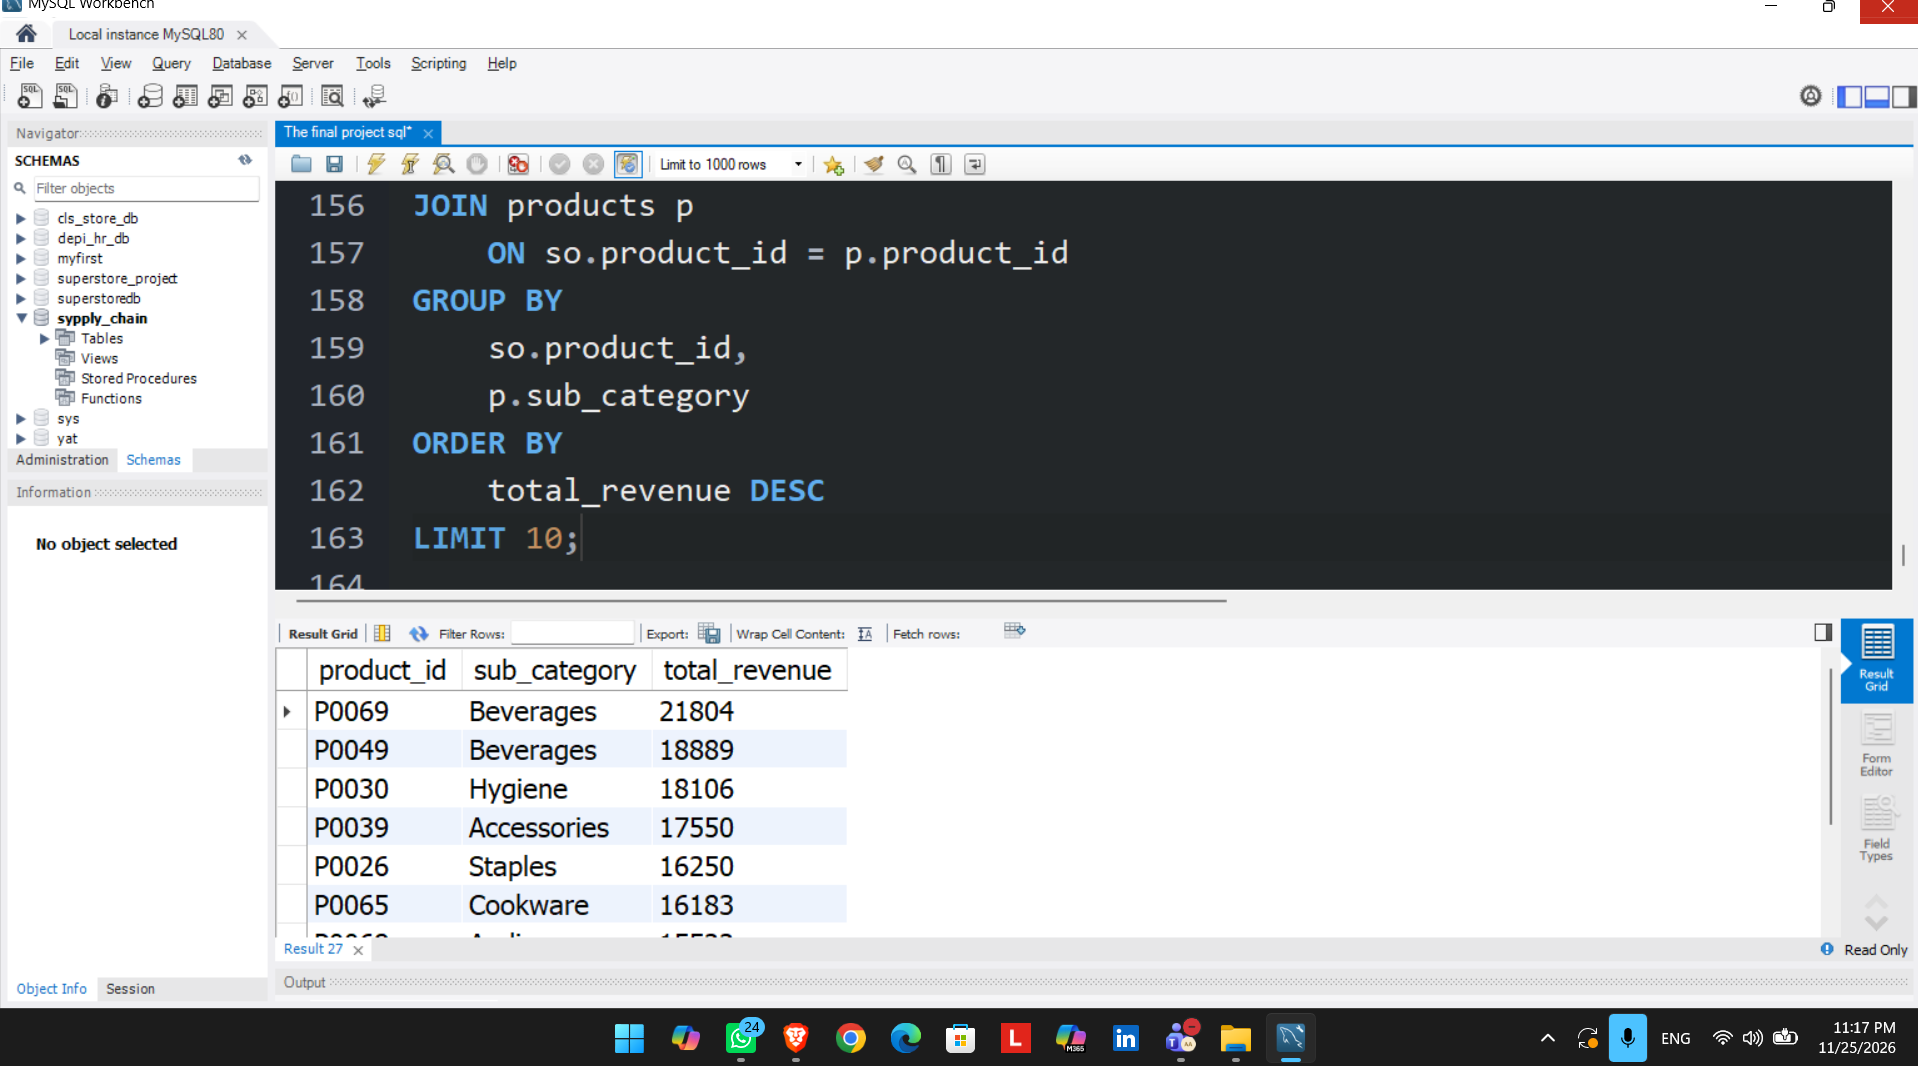 MySQL Workbench
Local instance MySQL80
File Edit View Query Database Server Tools Scripting Help
Navigator
SCHEMAS
Filter objects
cls_store_db
depi_hr_db
myfirst
superstore_project
superstoredb
sypply_chain
Tables
Views
Stored Procedures
Functions
sys
yat
Administration Schemas
Information
No object selected
Object Info Session
The final project sql*
Limit to 1000 rows
156 JOIN products p
157 ON so.product_id = p.product_id
158 GROUP BY
159 so.product_id,
160 p.sub_category
161 ORDER BY
162 total_revenue DESC
163 LIMIT 10;
164
Result Grid Filter Rows: Export: Wrap Cell Content: Fetch rows:
product_id sub_category total_revenue
P0069 Beverages 21804
P0049 Beverages 18889
P0030 Hygiene 18106
P0039 Accessories 17550
P0026 Staples 16250
P0065 Cookware 16183
Result Grid
Form Editor
Field Types
Result 27
Read Only
Output
24
M365
ENG
11:17 PM
11/25/2026